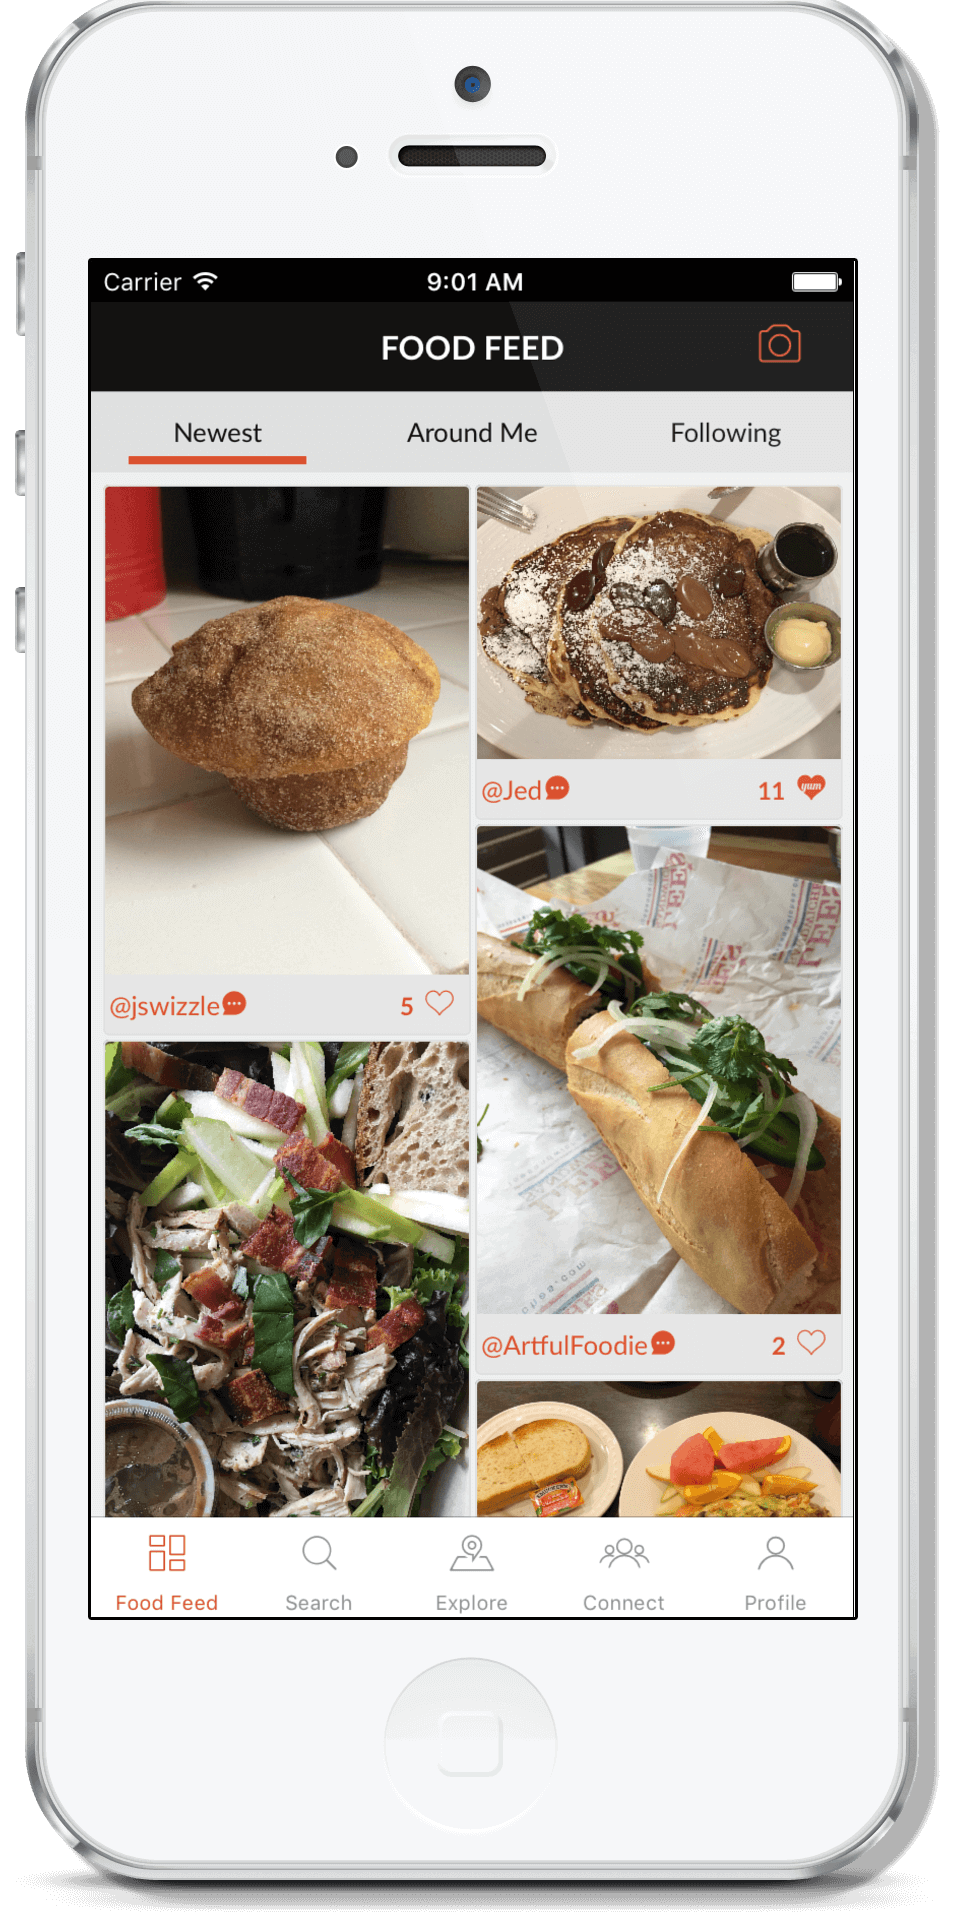 Carrier 9:01 AM
FOOD FEED
Newest Around Me Following
@Jed 11 yum
@jswizzle 5
LEE'S
@ArtfulFoodie 2
Food Feed Search Explore Connect Profile